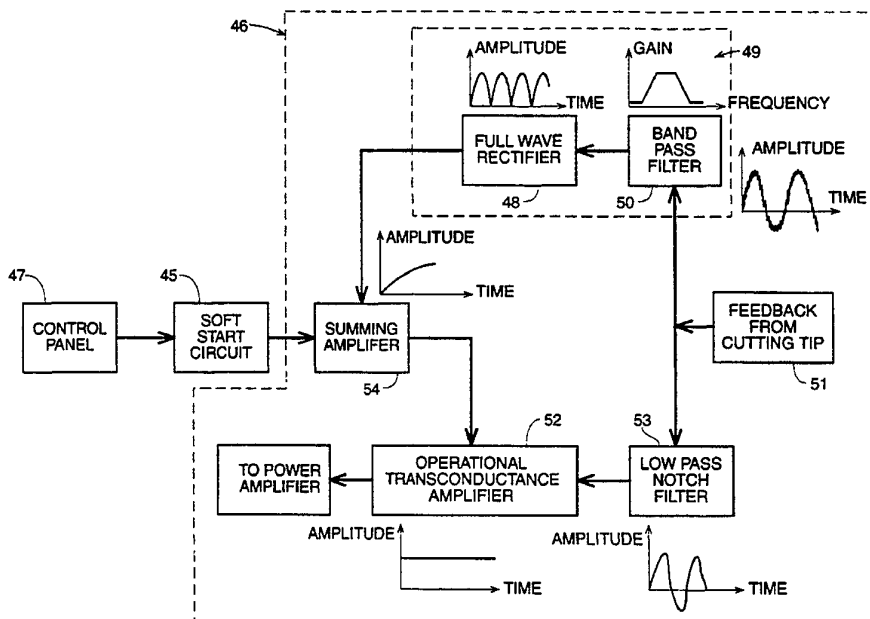 46
AMPLITUDE
TIME
GAIN
FREQUENCY
49
FULL WAVE
RECTIFIER
48
BAND
PASS
FILTER
50
AMPLITUDE
TIME
AMPLITUDE
TIME
47
CONTROL
PANEL
45
SOFT
START
CIRCUIT
SUMMING
AMPLIFER
54
FEEDBACK
FROM
CUTTING TIP
51
TO POWER
AMPLIFIER
52
OPERATIONAL
TRANSCONDUCTANCE
AMPLIFIER
53
LOW PASS
NOTCH
FILTER
AMPLITUDE
TIME
AMPLITUDE
TIME